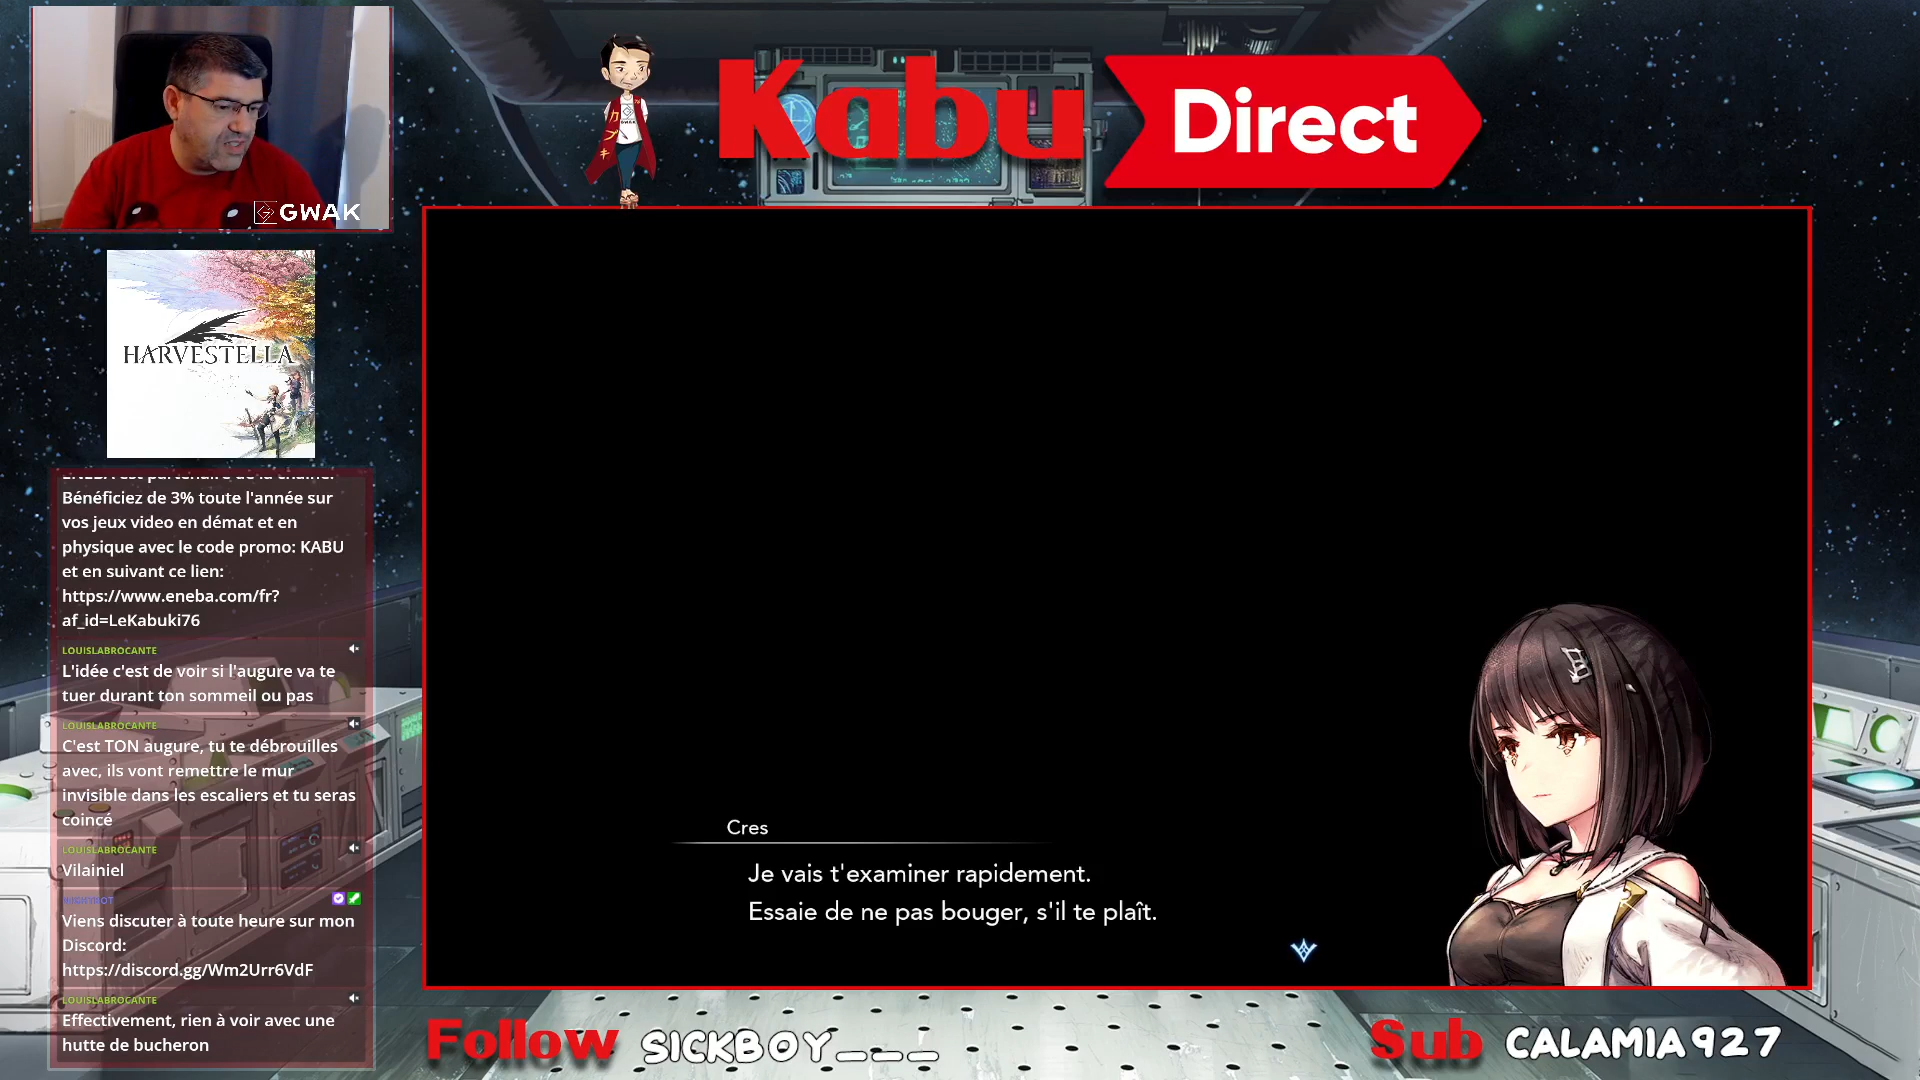 Kabu Direct
GWAK
HARVESTELLA
Bénéficiez de 3% toute l'année sur
vos jeux video en démat et en
physique avec le code promo: KABU
et en suivant ce lien:
https://www.eneba.com/fr?
af_id=LeKabuki76
LOUISLABROCANTE
L'idée c'est de voir si l'augure va te
tuer durant ton sommeil ou pas
LOUISLABROCANTE
C'est TON augure, tu te débrouilles
avec, ils vont remettre le mur
invisible dans les escaliers et tu seras
coincé
LOUISLABROCANTE
Vilainiel
Viens discuter à toute heure sur mon
Discord:
https://discord.gg/Wm2Urr6VdF
LOUISLABROCANTE
Effectivement, rien à voir avec une
hutte de bucheron
Cres
Je vais t'examiner rapidement.
Essaie de ne pas bouger, s'il te plaît.
Follow SICKBOY___
Sub CALAMIA927